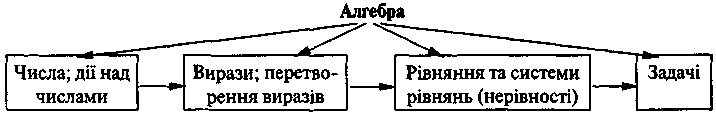 Алгебра
Числа; дії над
числами
Вирази; перетво-
рення виразів
Рівняння та системи
рівнянь (нерівності)
Задачі